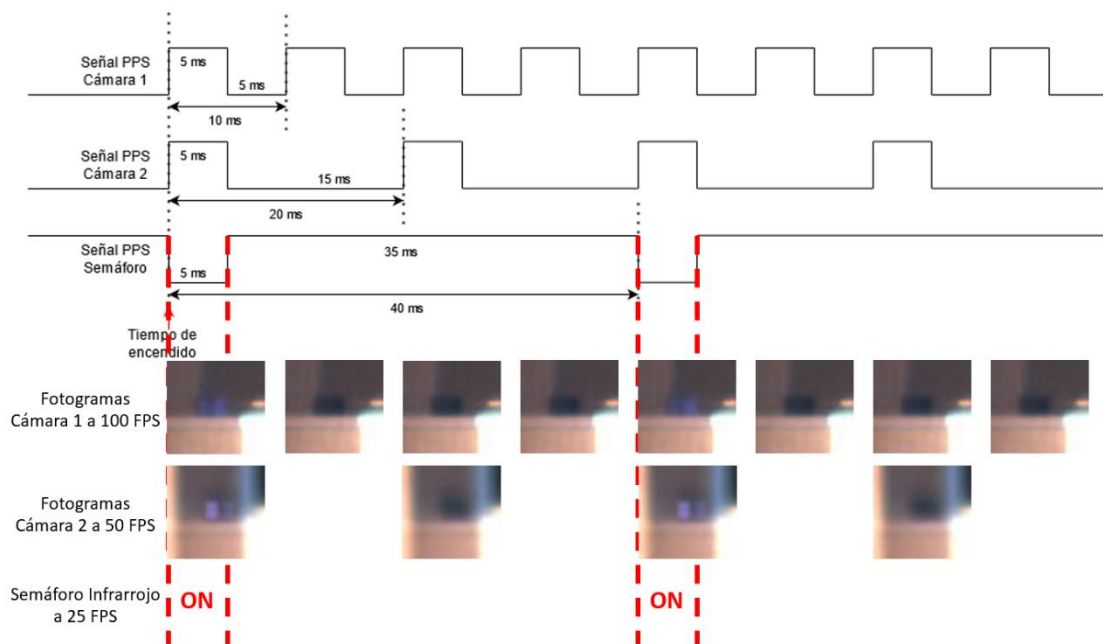 Señal PPS
Cámara 1
5 ms
5 ms
10 ms
Señal PPS
Cámara 2
5 ms
15 ms
20 ms
Señal PPS
Semáforo
5 ms
35 ms
40 ms
Tiempo de
encendido
Fotogramas
Cámara 1 a 100 FPS
Fotogramas
Cámara 2 a 50 FPS
Semáforo Infrarrojo
a 25 FPS
ON
ON